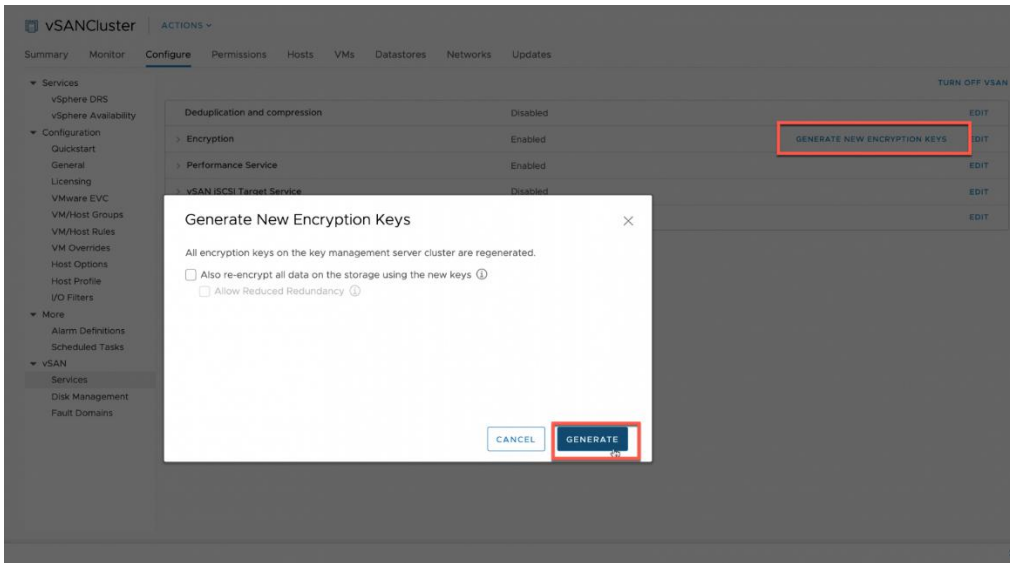 vSANCluster ACTIONS
Summary Monitor Configure Permissions Hosts VMs Datastores Networks Updates
Services
vSphere DRS
vSphere Availability
Configuration
Quickstart
General
Licensing
VMware EVC
VM/Host Groups
VM/Host Rules
VM Overrides
Host Options
Host Profile
I/O Filters
More
Alarm Definitions
Scheduled Tasks
vSAN
Services
Disk Management
Fault Domains
TURN OFF VSAN
Deduplication and compression Disabled EDIT
Encryption Enabled GENERATE NEW ENCRYPTION KEYS EDIT
Performance Service Enabled EDIT
vSAN iSCSI Target Service Disabled EDIT
EDIT
Generate New Encryption Keys
All encryption keys on the key management server cluster are regenerated.
Also re-encrypt all data on the storage using the new keys
Allow Reduced Redundancy
CANCEL GENERATE